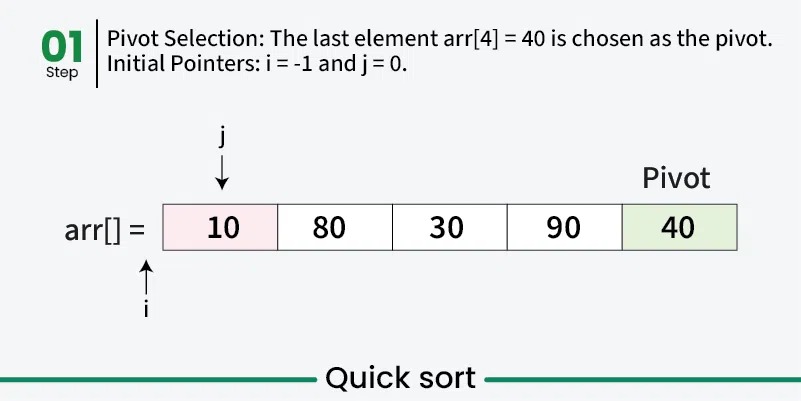 01
Step
Pivot Selection: The last element arr[4] = 40 is chosen as the pivot.
Initial Pointers: i = -1 and j = 0.
j
Pivot
arr[] = 10 80 30 90 40
i
Quick sort